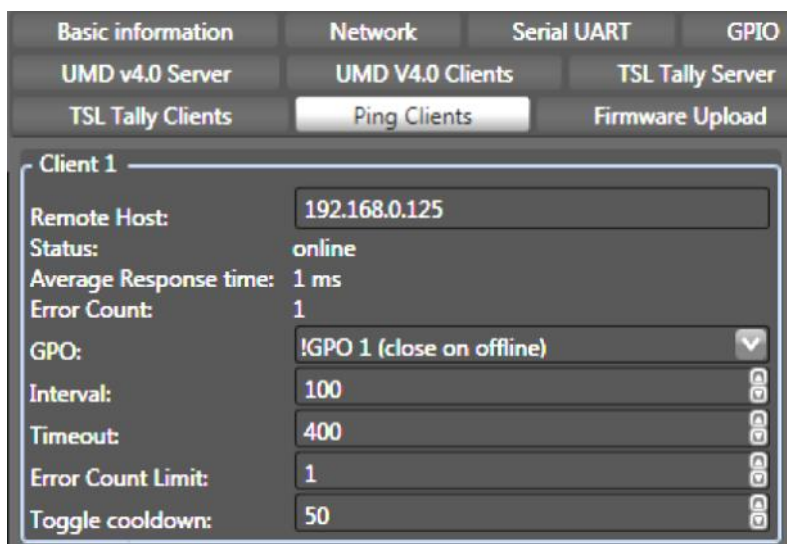 Basic information Network Serial UART GPIO
UMD v4.0 Server UMD V4.0 Clients TSL Tally Server
TSL Tally Clients Ping Clients Firmware Upload
Client 1
Remote Host: 192.168.0.125
Status: online
Average Response time: 1 ms
Error Count: 1
GPO: !GPO 1 (close on offline)
Interval: 100
Timeout: 400
Error Count Limit: 1
Toggle cooldown: 50